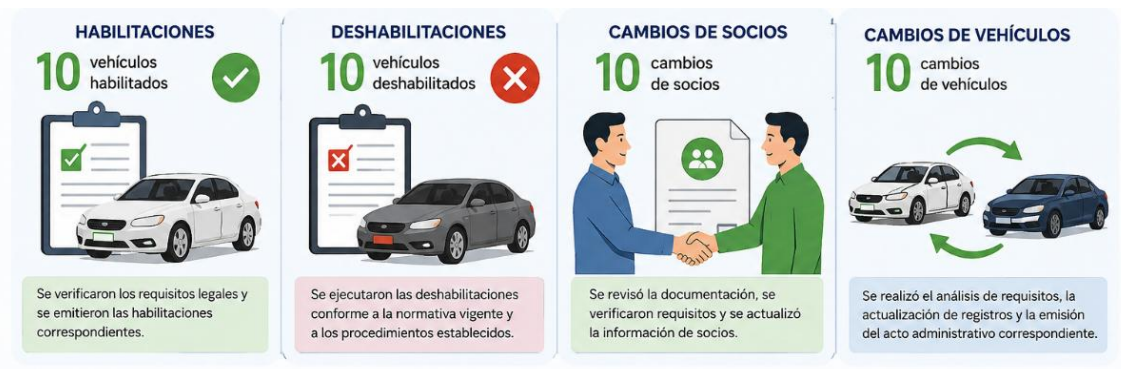 HABILITACIONES
10 vehículos
habilitados
Se verificaron los requisitos legales y
se emitieron las habilitaciones
correspondientes.
DESHABILITACIONES
10 vehículos
deshabilitados
Se ejecutaron las deshabilitaciones
conforme a la normativa vigente y
a los procedimientos establecidos.
CAMBIOS DE SOCIOS
10 cambios
de socios
Se revisó la documentación, se
verificaron requisitos y se actualizó
la información de socios.
CAMBIOS DE VEHÍCULOS
10 cambios
de vehículos
Se realizó el análisis de requisitos, la
actualización de registros y la emisión
del acto administrativo correspondiente.